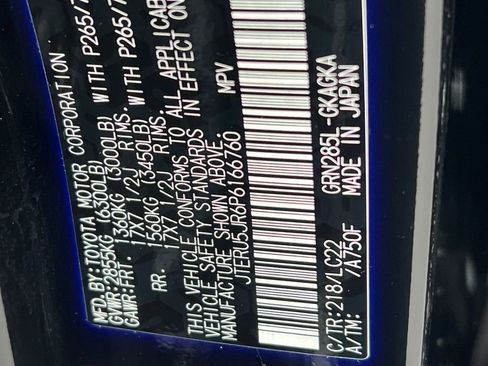 MFD.BY:TOYOTA MOTOR CORPORATION
GVWR:2855KG (6300LB)
GAWR:FRT. 1360KG (3000LB) WITH P265/7
17X7 1/2J RIMS.
RR. 1560KG (3450LB) WITH P265/7
17X7 1/2J RIMS.
THIS VEHICLE CONFORMS TO ALL APPLICAB
VEHICLE SAFETY STANDARDS IN EFFECT ON
MANUFACTURE SHOWN ABOVE.
JTERU5JR6P6166760 MPV
C/TR:218/LC22 GRN285L-GKAGKA
A/TM: /A750F MADE IN JAPAN